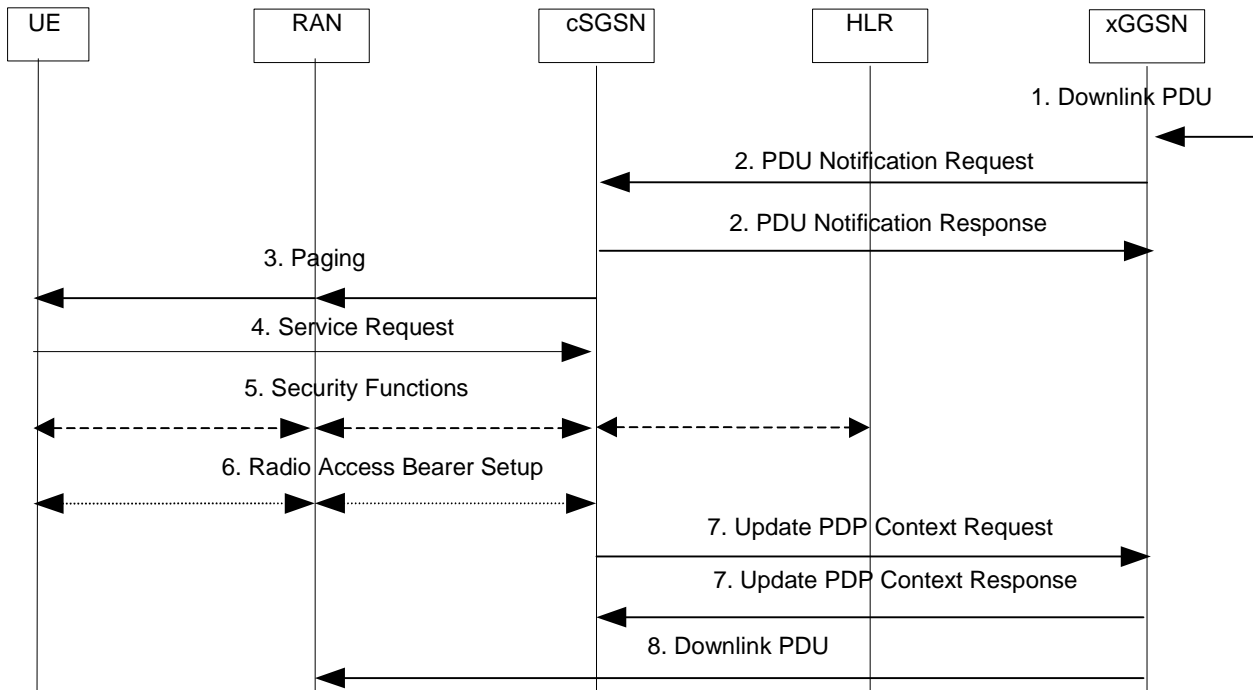 UE
RAN
cSGSN
HLR
xGGSN
1. Downlink PDU
2. PDU Notification Request
2. PDU Notification Response
3. Paging
4. Service Request
5. Security Functions
6. Radio Access Bearer Setup
7. Update PDP Context Request
7. Update PDP Context Response
8. Downlink PDU